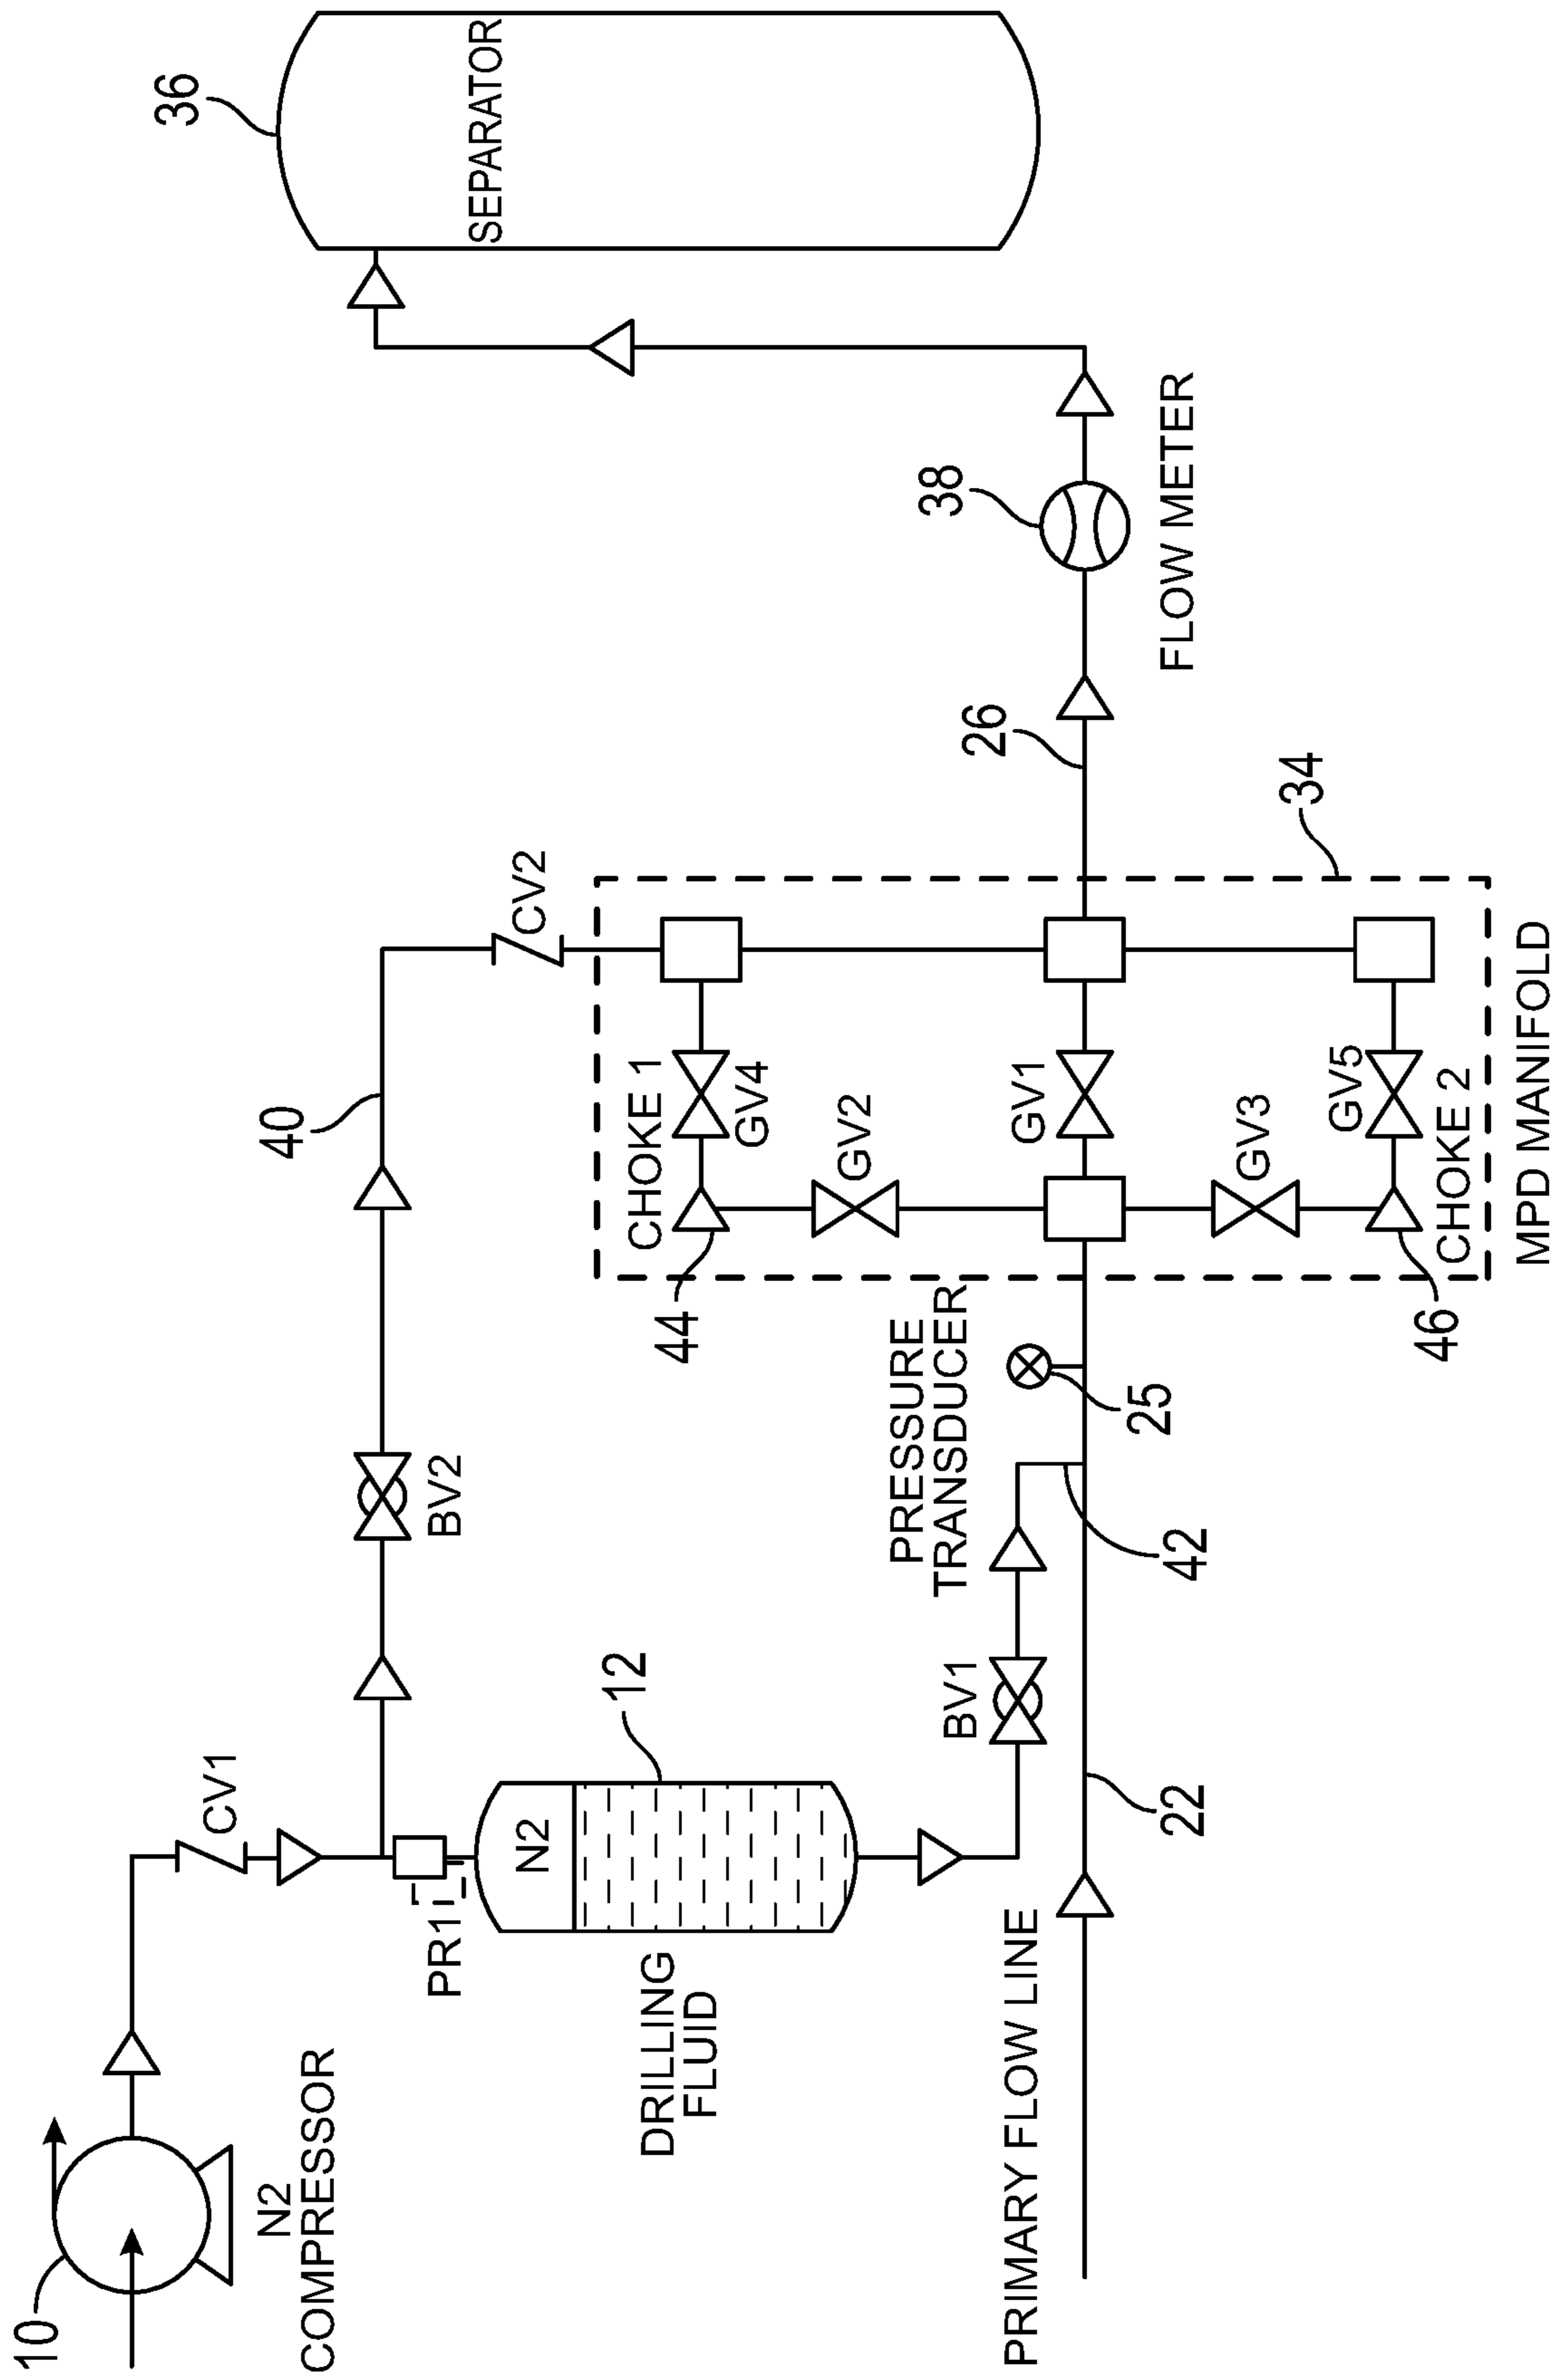 10
N2
COMPRESSOR
CV1
PR1
N2
12
DRILLING
FLUID
BV2
40
CV2
36
SEPARATOR
BV1
PRESSURE
TRANSDUCER
25
42
22
PRIMARY FLOW LINE
44
CHOKE 1
GV4
GV2
GV1
GV3
GV5
CHOKE 2
46
MPD MANIFOLD
34
26
38
FLOW METER